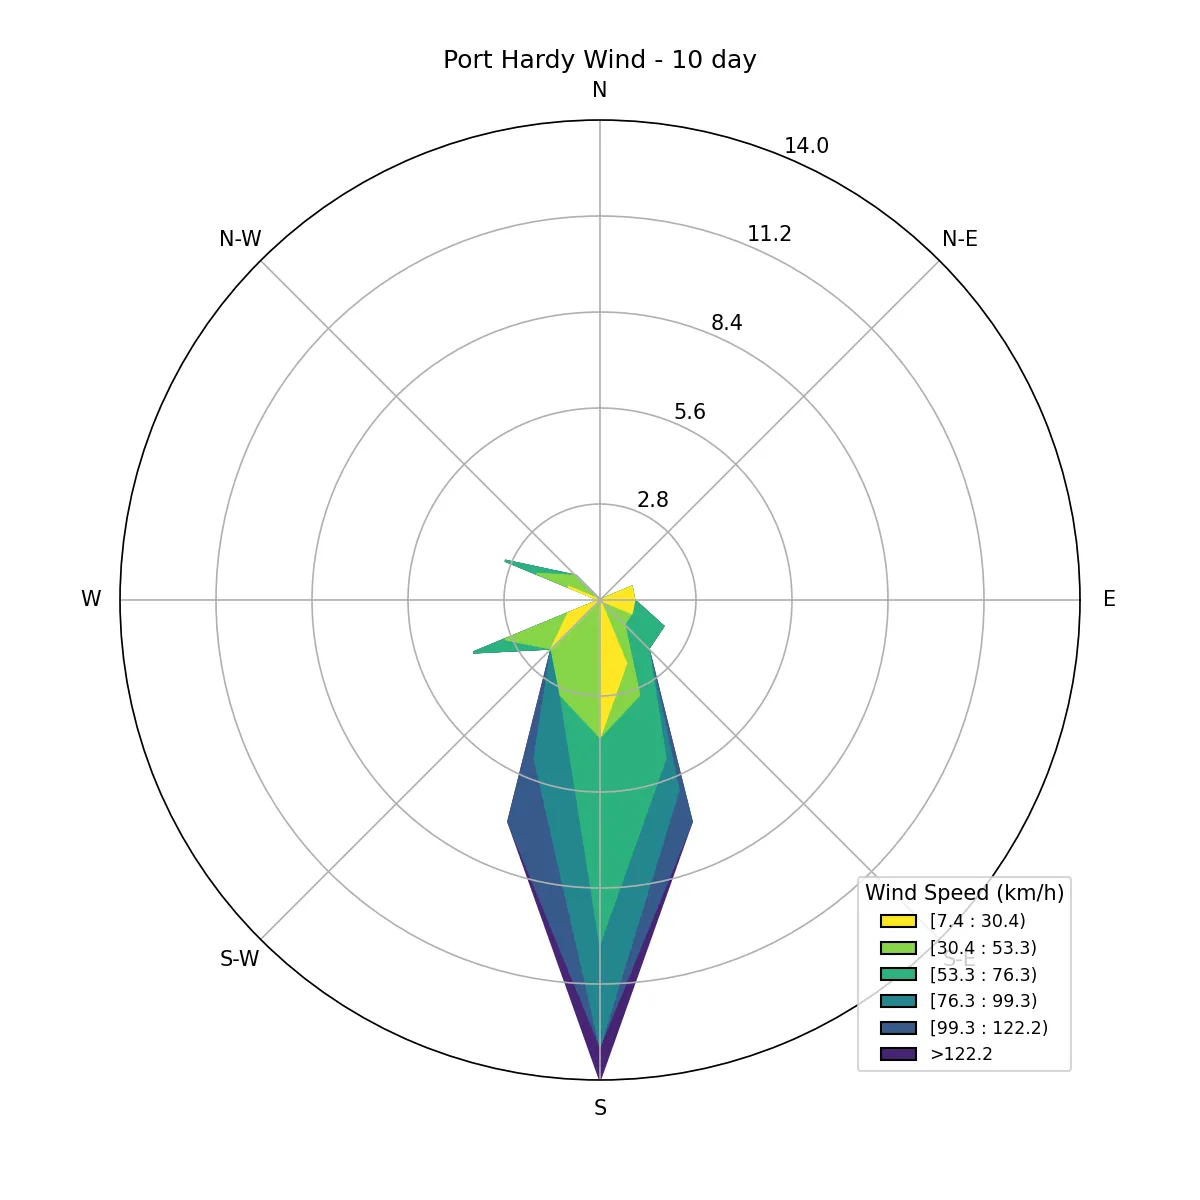 Port Hardy Wind - 10 day
N
14.0
N-W
11.2
N-E
8.4
5.6
2.8
W
E
Wind Speed (km/h)
[7.4 : 30.4)
[30.4 : 53.3)
S-W
S-E
[53.3 : 76.3)
[76.3 : 99.3)
[99.3 : 122.2)
>122.2
S